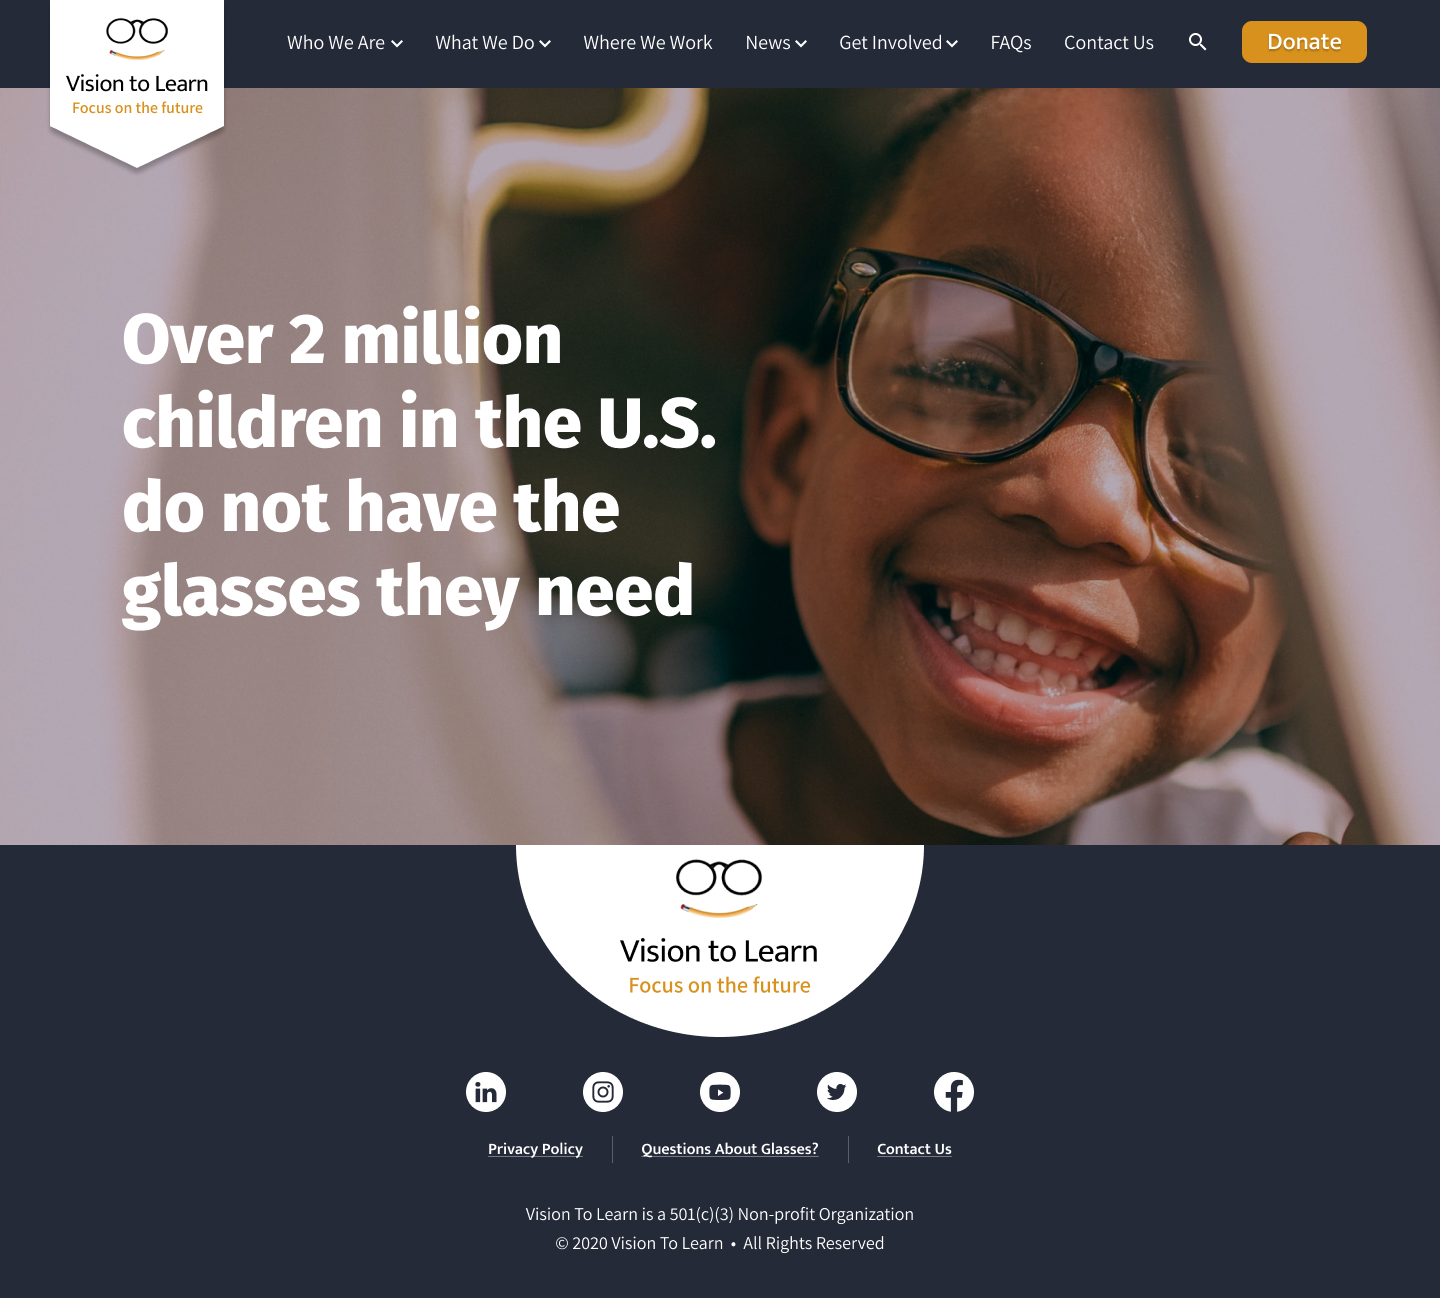 Vision to Learn
Focus on the future
Who We Are
What We Do
Where We Work
News
Get Involved
FAQs
Contact Us
Donate
Over 2 million
children in the U.S.
do not have the
glasses they need
Vision to Learn
Focus on the future
in
Privacy Policy
Questions About Glasses?
Contact Us
Vision To Learn is a 501(c)(3) Non-profit Organization
© 2020 Vision To Learn • All Rights Reserved